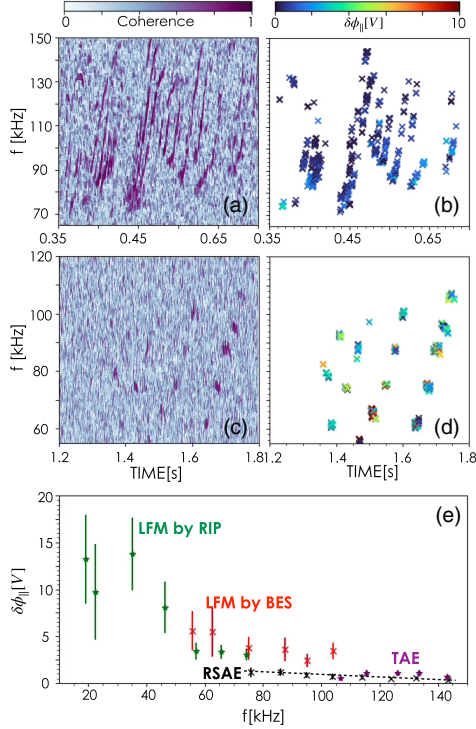 0 Coherence 1
0 δϕ∥[V] 10
150
130
110
90
70
f [kHz]
(a)
(b)
0.35 0.45 0.55 0.65
0.35 0.45 0.55 0.65
120
100
80
60
f [kHz]
(c)
(d)
1.2 1.4 1.6 1.8
1.2 1.4 1.6 1.8
TIME[s]
TIME[s]
(e)
20
15
10
5
0
δϕ∥[V]
LFM by RIP
LFM by BES
RSAE
TAE
20 40 60 80 100 120 140
f[kHz]